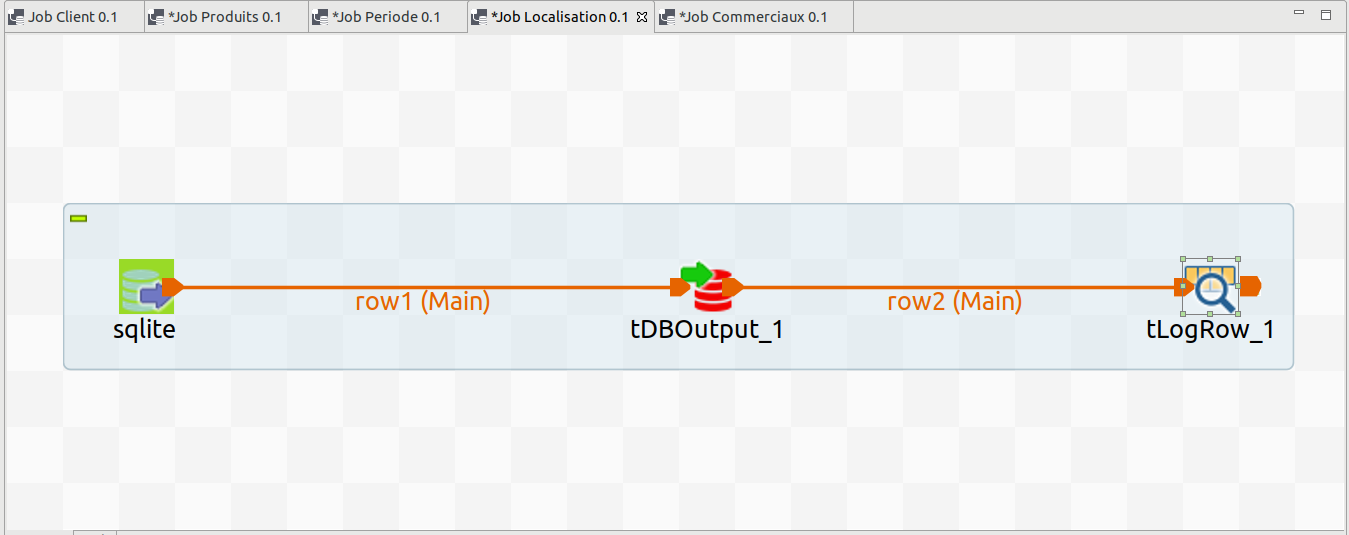 Job Client 0.1
*Job Produits 0.1
*Job Periode 0.1
*Job Localisation 0.1
*Job Commerciaux 0.1
row1 (Main)
row2 (Main)
sqlite
tDBOutput_1
tLogRow_1